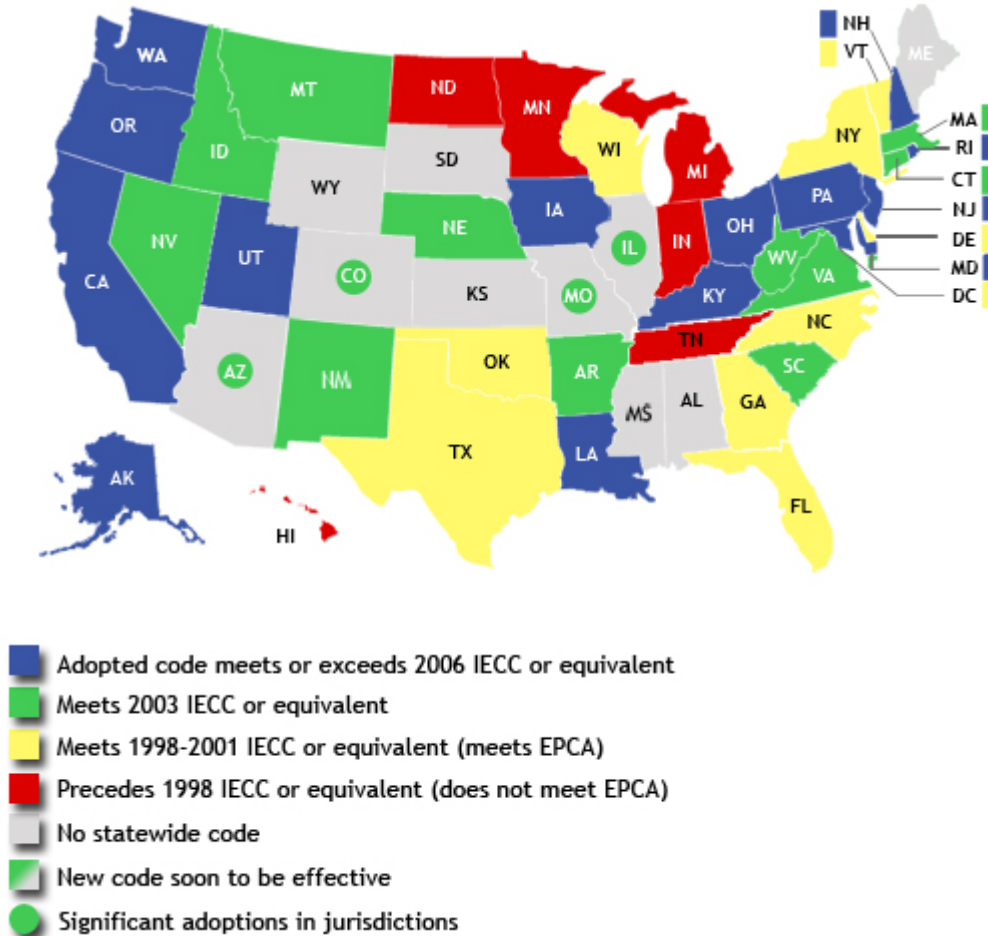 NH
VT
ME
WA
MT
ND
MN
OR
ID
SD
WI
NY
MA
RI
WY
MI
CT
IA
PA
NJ
NV
NE
IL
IN
OH
DE
UT
CO
WV
VA
MD
CA
KS
MO
KY
DC
NC
TN
AZ
NM
OK
AR
SC
MS
AL
GA
TX
LA
AK
FL
HI
Adopted code meets or exceeds 2006 IECC or equivalent
Meets 2003 IECC or equivalent
Meets 1998-2001 IECC or equivalent (meets EPCA)
Precedes 1998 IECC or equivalent (does not meet EPCA)
No statewide code
New code soon to be effective
Significant adoptions in jurisdictions